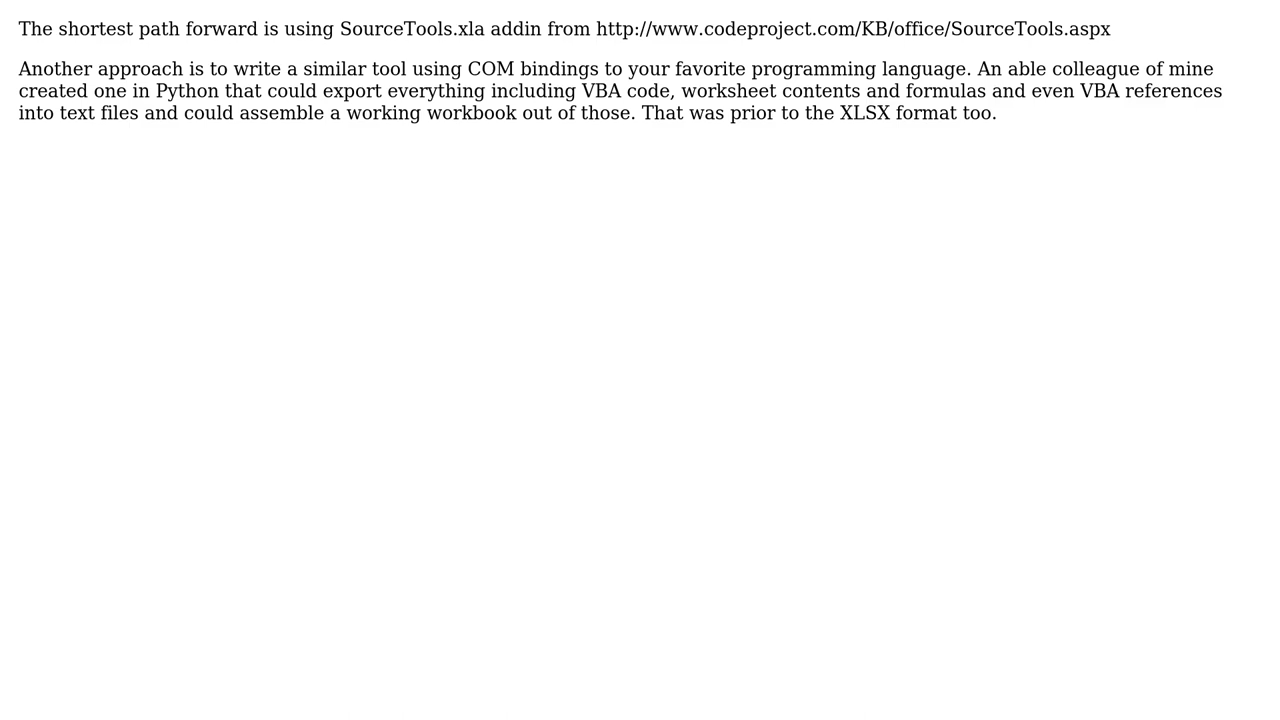 The shortest path forward is using SourceTools.xla addin from http://www.codeproject.com/KB/office/SourceTools.aspx
Another approach is to write a similar tool using COM bindings to your favorite programming language. An able colleague of mine
created one in Python that could export everything including VBA code, worksheet contents and formulas and even VBA references
into text files and could assemble a working workbook out of those. That was prior to the XLSX format too.